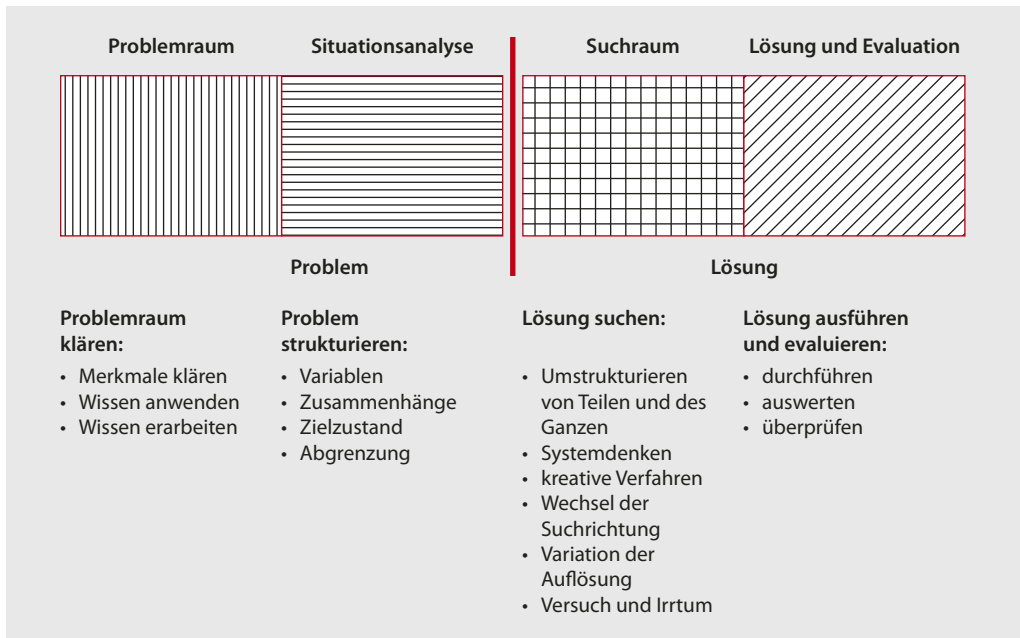 Problemraum
Situationsanalyse
Suchraum
Lösung und Evaluation
Problem
Lösung
Problemraum
klären:
• Merkmale klären
• Wissen anwenden
• Wissen erarbeiten
Problem
strukturieren:
• Variablen
• Zusammenhänge
• Zielzustand
• Abgrenzung
Lösung suchen:
• Umstrukturieren
von Teilen und des
Ganzen
• Systemdenken
• kreative Verfahren
• Wechsel der
Suchrichtung
• Variation der
Auflösung
• Versuch und Irrtum
Lösung ausführen
und evaluieren:
• durchführen
• auswerten
• überprüfen